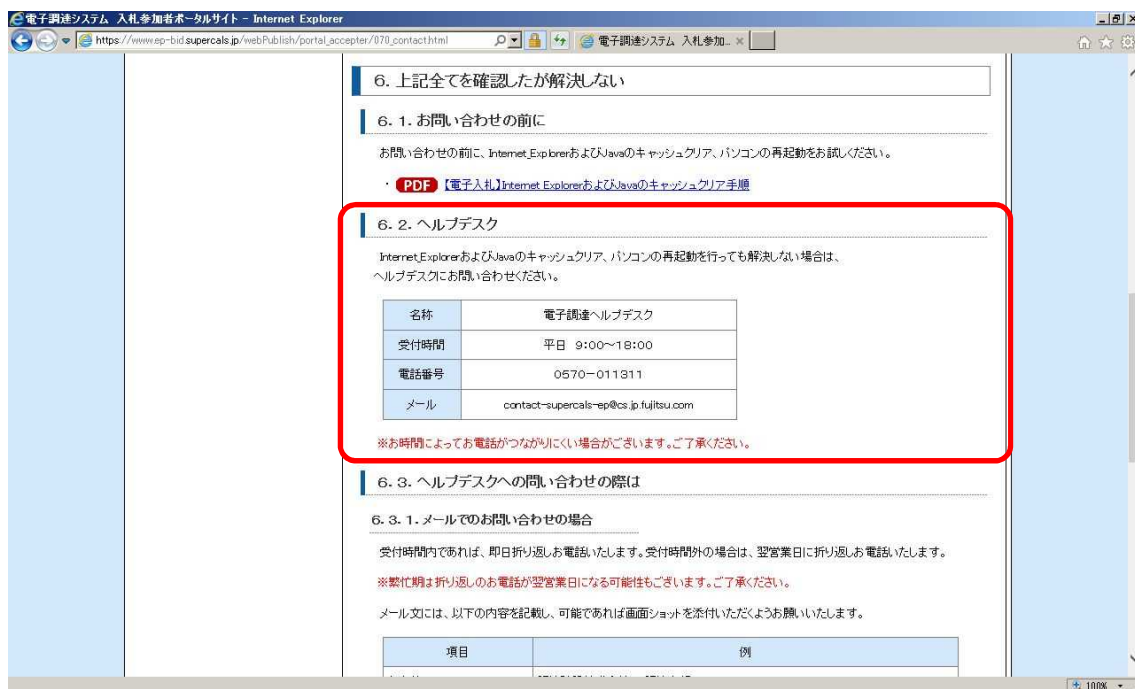 電子調達システム 入札参加者ポータルサイト - Internet Explorer
https://www.ep-bid.supercals.jp/webPublish/portal_accepter/070_contact.html
電子調達システム 入札参加...
6. 上記全てを確認したが解決しない
6. 1. お問い合わせの前に
お問い合わせの前に、Internet ExplorerおよびJavaのキャッシュクリア、パソコンの再起動をお試しください。
・ PDF 【電子入札】Internet ExplorerおよびJavaのキャッシュクリア手順
6. 2. ヘルプデスク
Internet ExplorerおよびJavaのキャッシュクリア、パソコンの再起動を行っても解決しない場合は、
ヘルプデスクにお問い合わせください。
名称 電子調達ヘルプデスク
受付時間 平日 9:00～18:00
電話番号 0570-011311
メール contact-supercals-ep@cs.jp.fujitsu.com
※お時間によってお電話がつながりにくい場合がございます。ご了承ください。
6. 3. ヘルプデスクへの問い合わせの際は
6. 3. 1. メールでのお問い合わせの場合
受付時間内であれば、即日折り返しお電話いたします。受付時間外の場合は、翌営業日に折り返しお電話いたします。
※繁忙期は折り返しのお電話が翌営業日になる可能性もございます。ご了承ください。
メール文には、以下の内容を記載し、可能であれば画面ショットを添付いただくようお願いいたします。
項目 例
100%